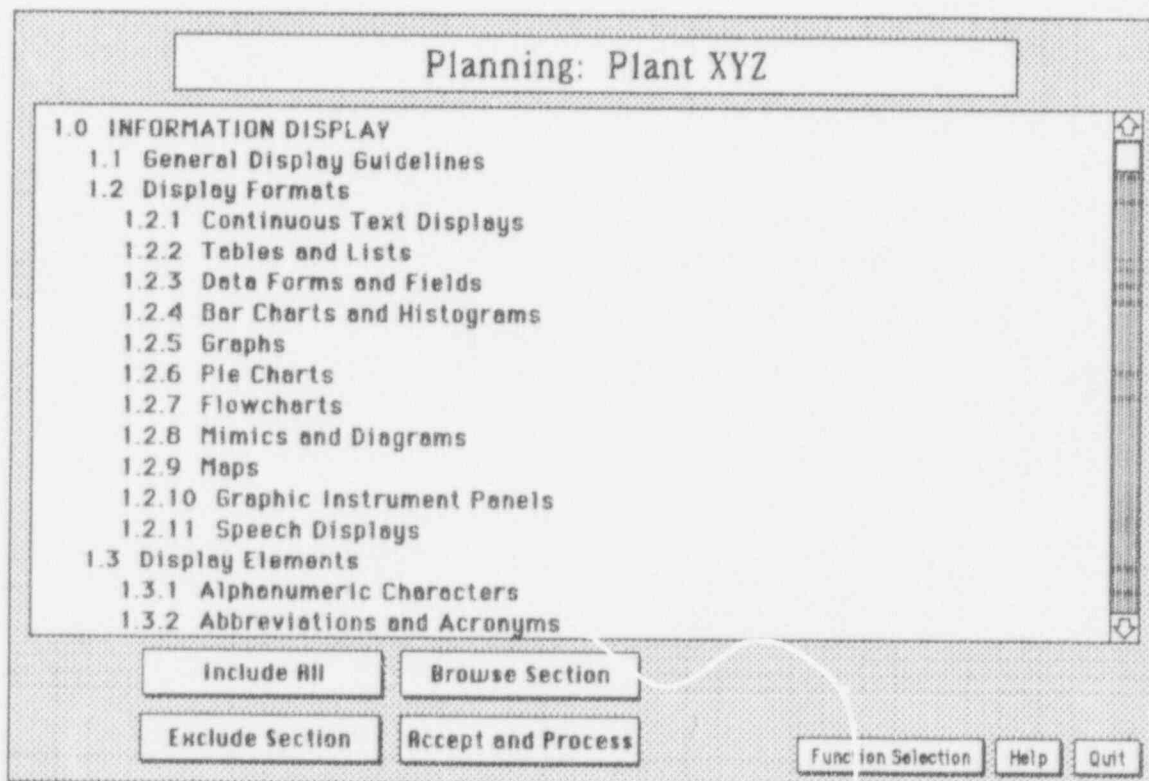 Planning: Plant XYZ
1.0 INFORMATION DISPLAY
1.1 General Display Guidelines
1.2 Display Formats
1.2.1 Continuous Text Displays
1.2.2 Tables and Lists
1.2.3 Data Forms and Fields
1.2.4 Bar Charts and Histograms
1.2.5 Graphs
1.2.6 Pie Charts
1.2.7 Flowcharts
1.2.8 Mimics and Diagrams
1.2.9 Maps
1.2.10 Graphic Instrument Panels
1.2.11 Speech Displays
1.3 Display Elements
1.3.1 Alphanumeric Characters
1.3.2 Abbreviations and Acronyms
Include All Browse Section
Exclude Section Accept and Process
Function Selection Help Quit